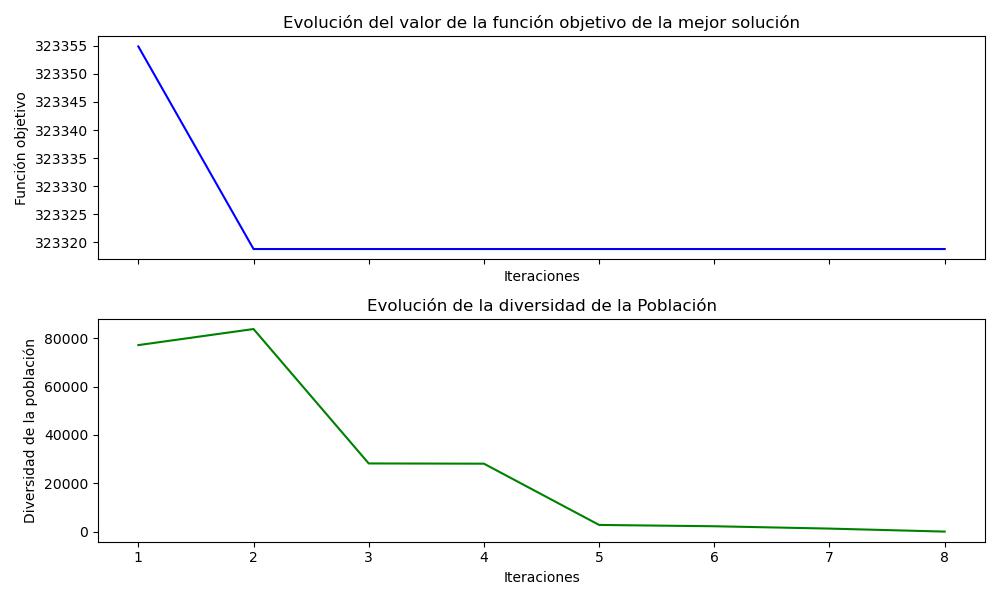 Evolución del valor de la función objetivo de la mejor solución
323355
323350
323345
323340
323335
323330
323325
323320
Función objetivo
Iteraciones
Evolución de la diversidad de la Población
80000
60000
40000
20000
0
Diversidad de la población
1 2 3 4 5 6 7 8
Iteraciones